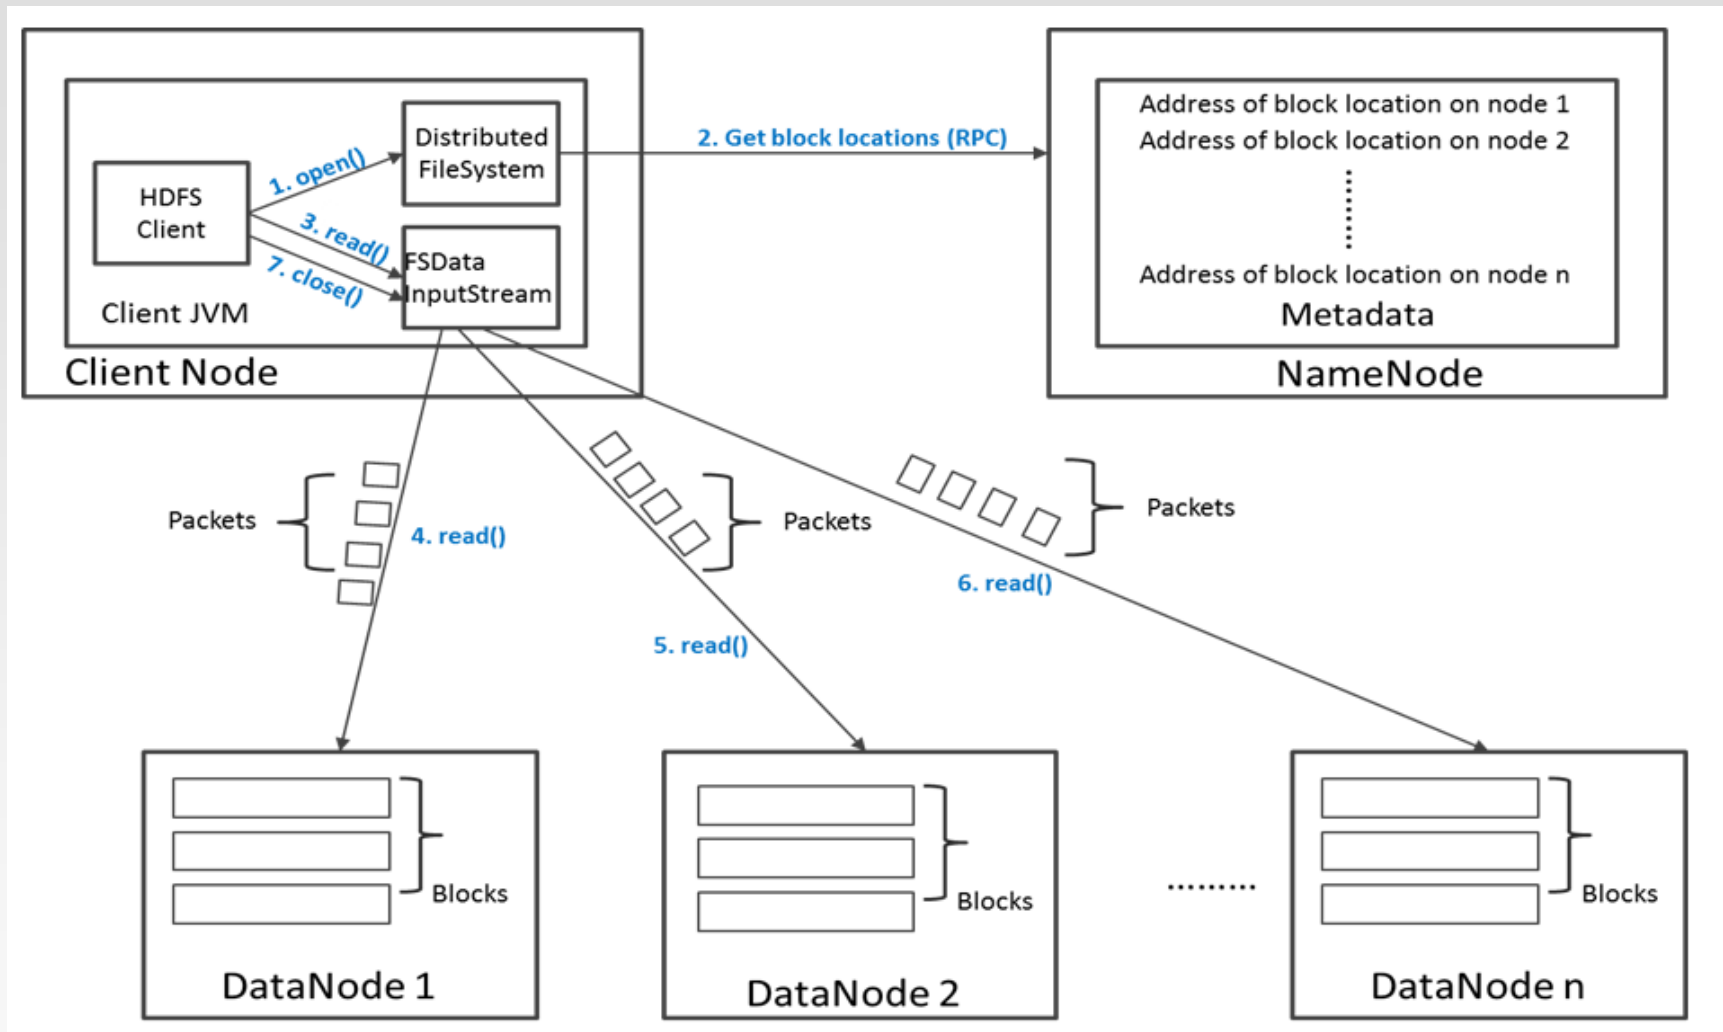 Distributed
FileSystem
HDFS
Client
1. open()
3. read()
7. close()
FSData
InputStream
Client JVM
Client Node
2. Get block locations (RPC)
Address of block location on node 1
Address of block location on node 2
Address of block location on node n
Metadata
NameNode
Packets
4. read()
Packets
5. read()
Packets
6. read()
Blocks
DataNode 1
Blocks
DataNode 2
.........
Blocks
DataNode n